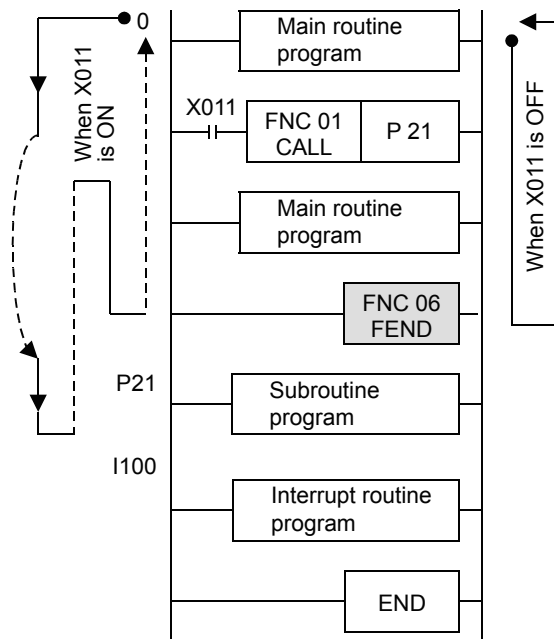 0
Main routine
program
When X011
is ON
X011
FNC 01
CALL
P 21
When X011 is OFF
Main routine
program
FNC 06
FEND
P21
Subroutine
program
I100
Interrupt routine
program
END